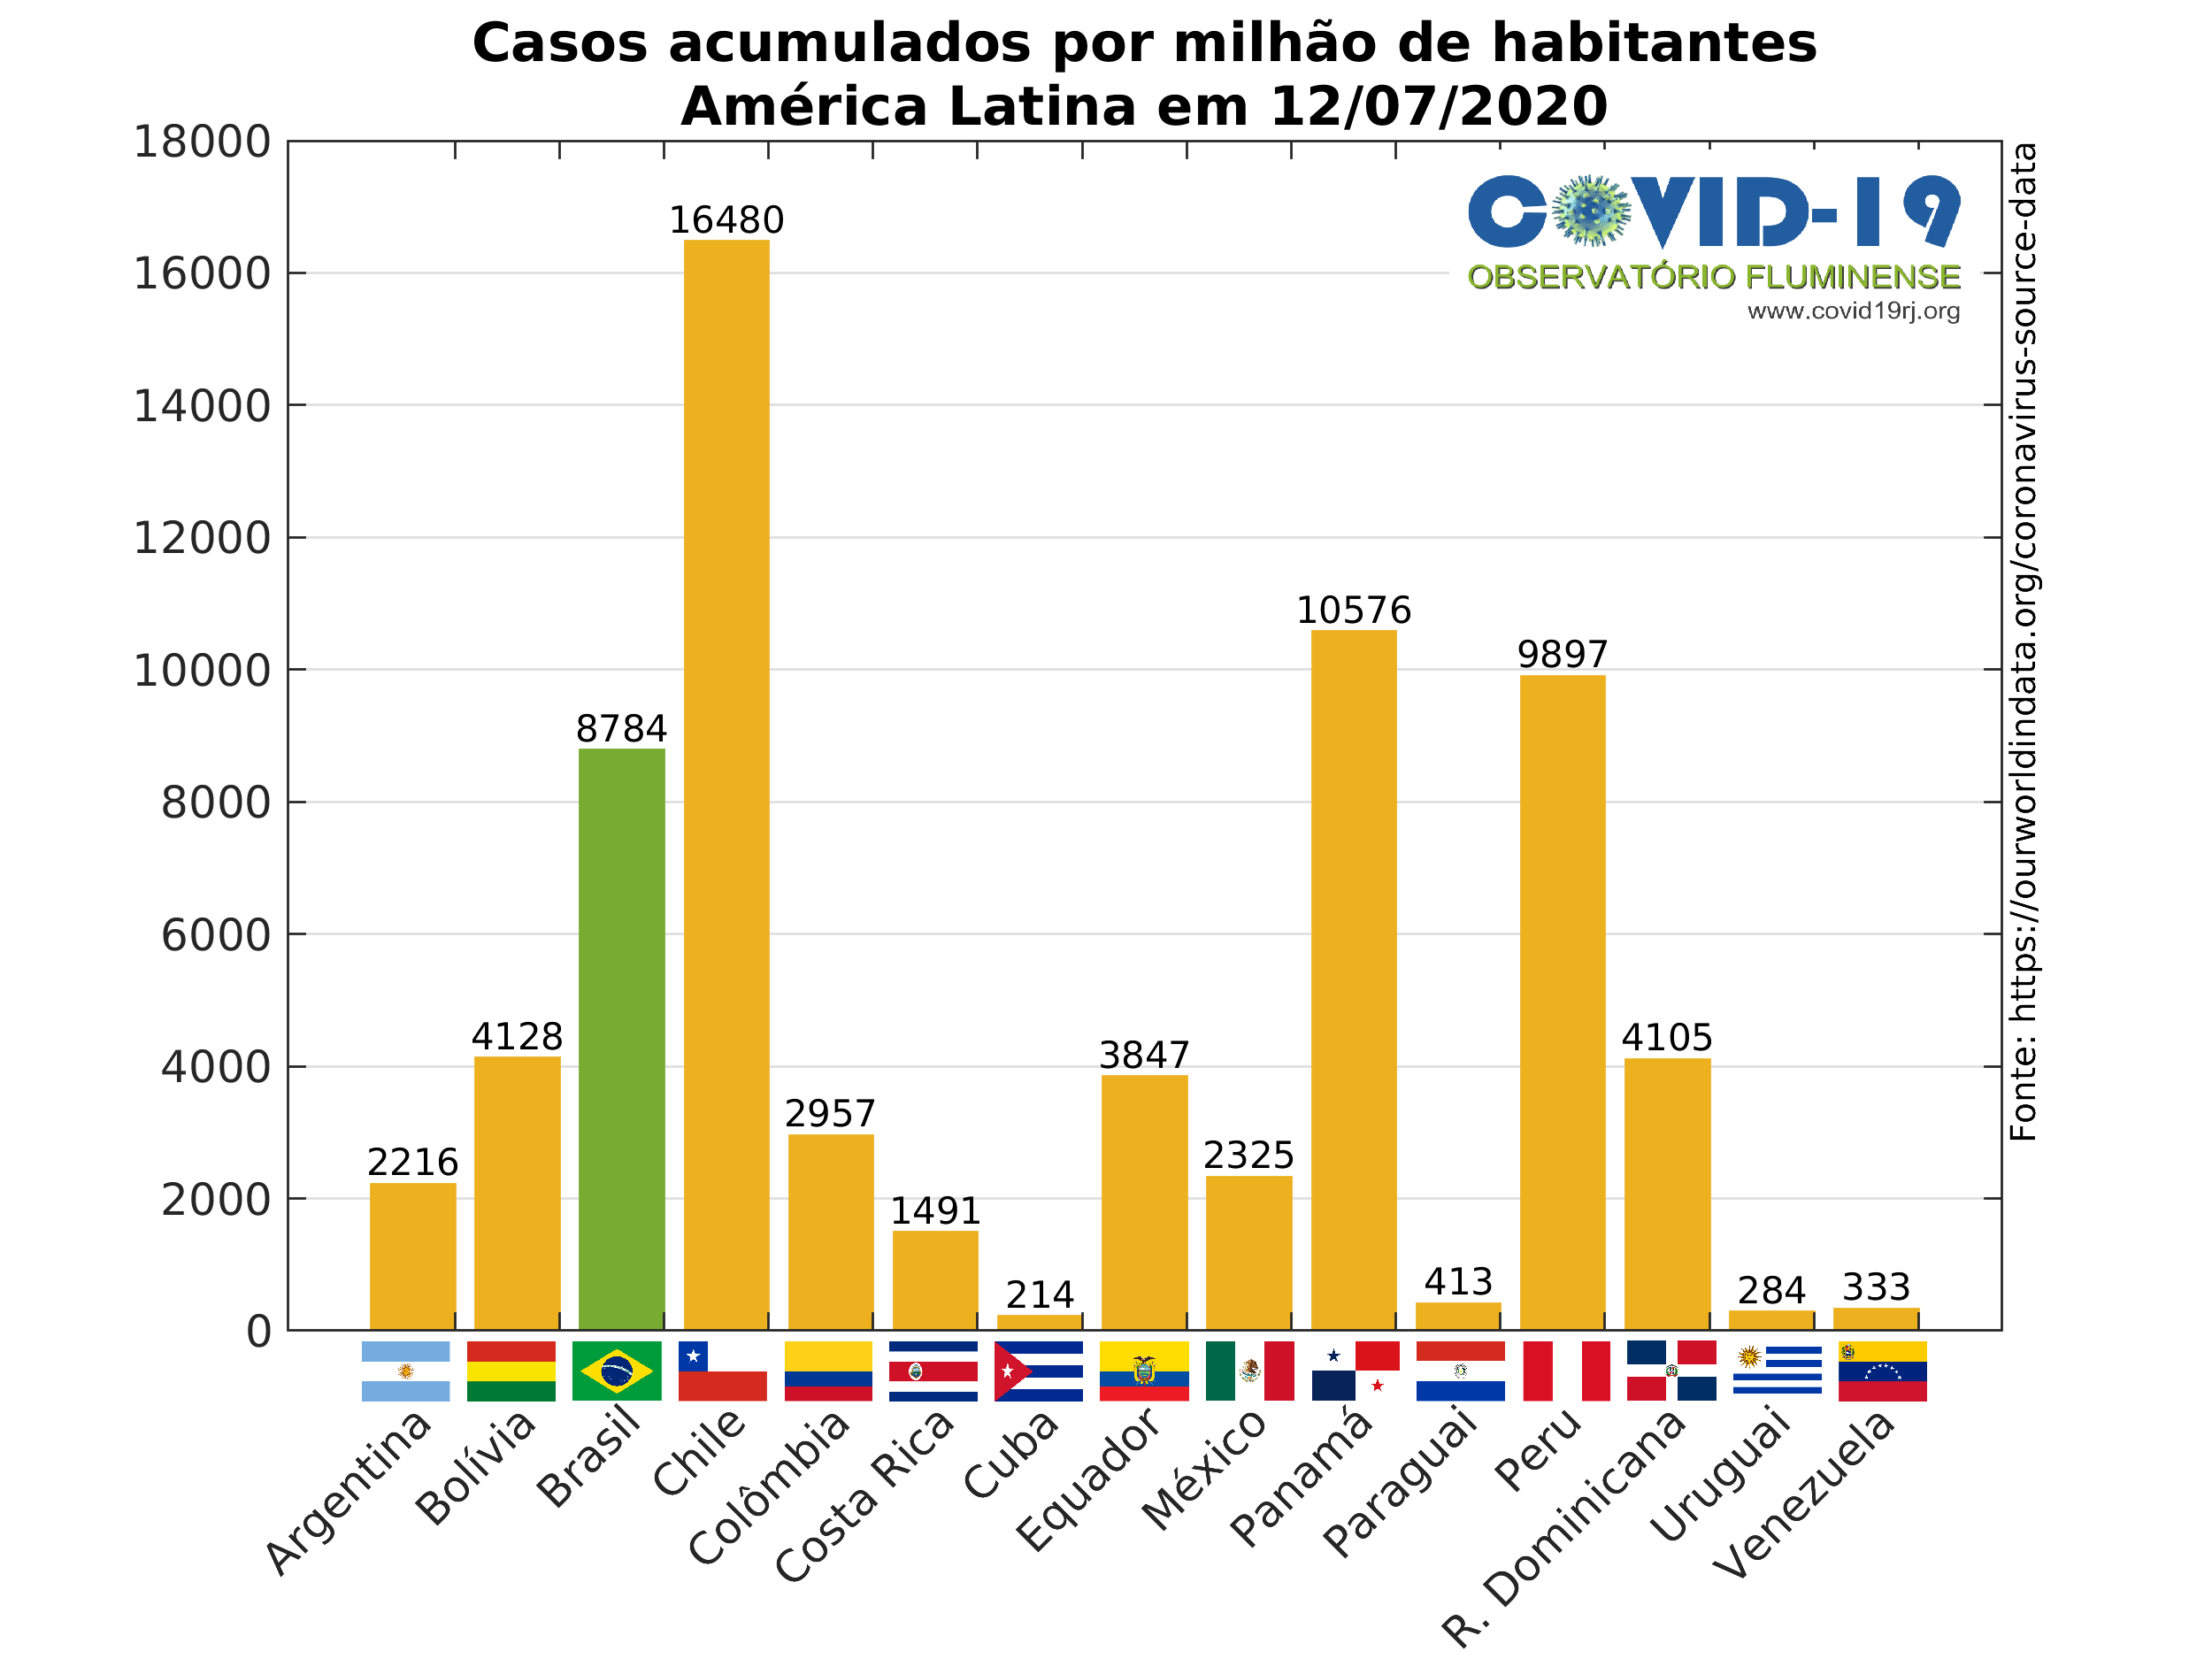 Casos acumulados por milhão de habitantes
América Latina em 12/07/2020
18000
16000
14000
12000
10000
8000
6000
4000
2000
0
COVID-19
OBSERVATÓRIO FLUMINENSE
www.covid19rj.org
Fonte: https://ourworldindata.org/coronavirus-source-data
2216
4128
8784
16480
2957
1491
214
3847
2325
10576
413
9897
4105
284
333
Argentina
Bolívia
Brasil
Chile
Colômbia
Costa Rica
Cuba
Equador
México
Panamá
Paraguai
Peru
R. Dominicana
Uruguai
Venezuela